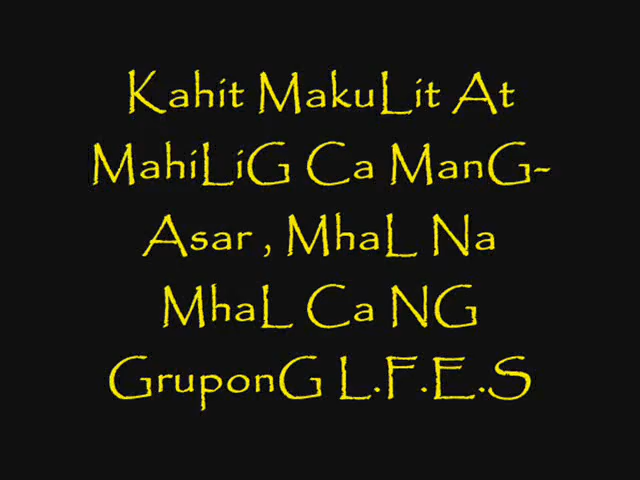 Kahit MakuLit At
MahiLiG Ca ManG-
Asar , MhaL Na
MhaL Ca NG
GruponG L.F.E.S